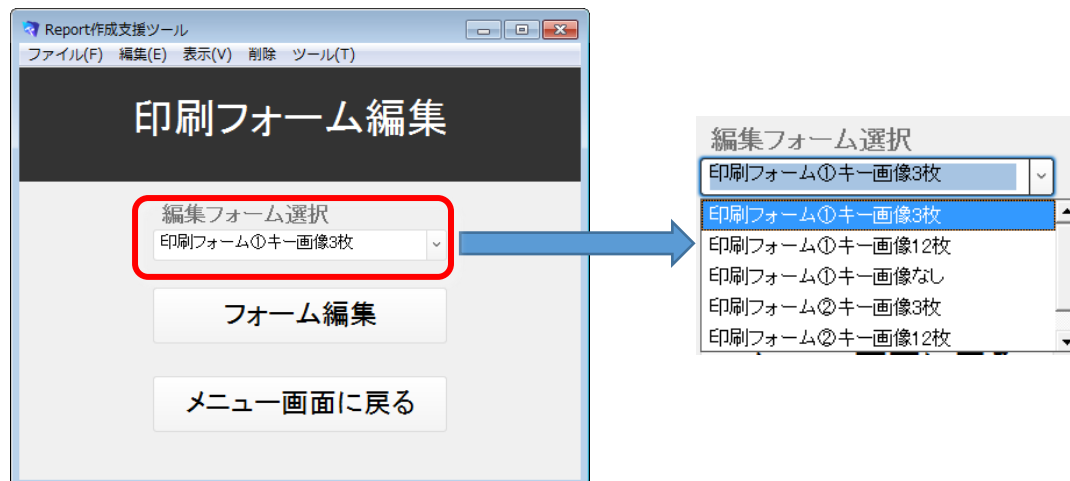 Report作成支援ツール
ファイル(F) 編集(E) 表示(V) 削除 ツール(T)
印刷フォーム編集
編集フォーム選択
印刷フォーム①キー画像3枚
フォーム編集
メニュー画面に戻る
編集フォーム選択
印刷フォーム①キー画像3枚
印刷フォーム①キー画像3枚
印刷フォーム①キー画像12枚
印刷フォーム①キー画像なし
印刷フォーム②キー画像3枚
印刷フォーム②キー画像12枚